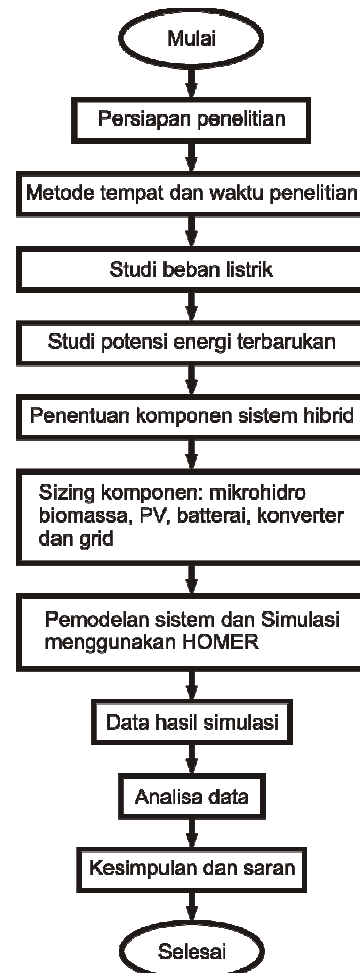 Mulai
Persiapan penelitian
Metode tempat dan waktu penelitian
Studi beban listrik
Studi potensi energi terbarukan
Penentuan komponen sistem hibrid
Sizing komponen: mikrohidro
biomassa, PV, batterai, konverter
dan grid
Pemodelan sistem dan Simulasi
menggunakan HOMER
Data hasil simulasi
Analisa data
Kesimpulan dan saran
Selesai